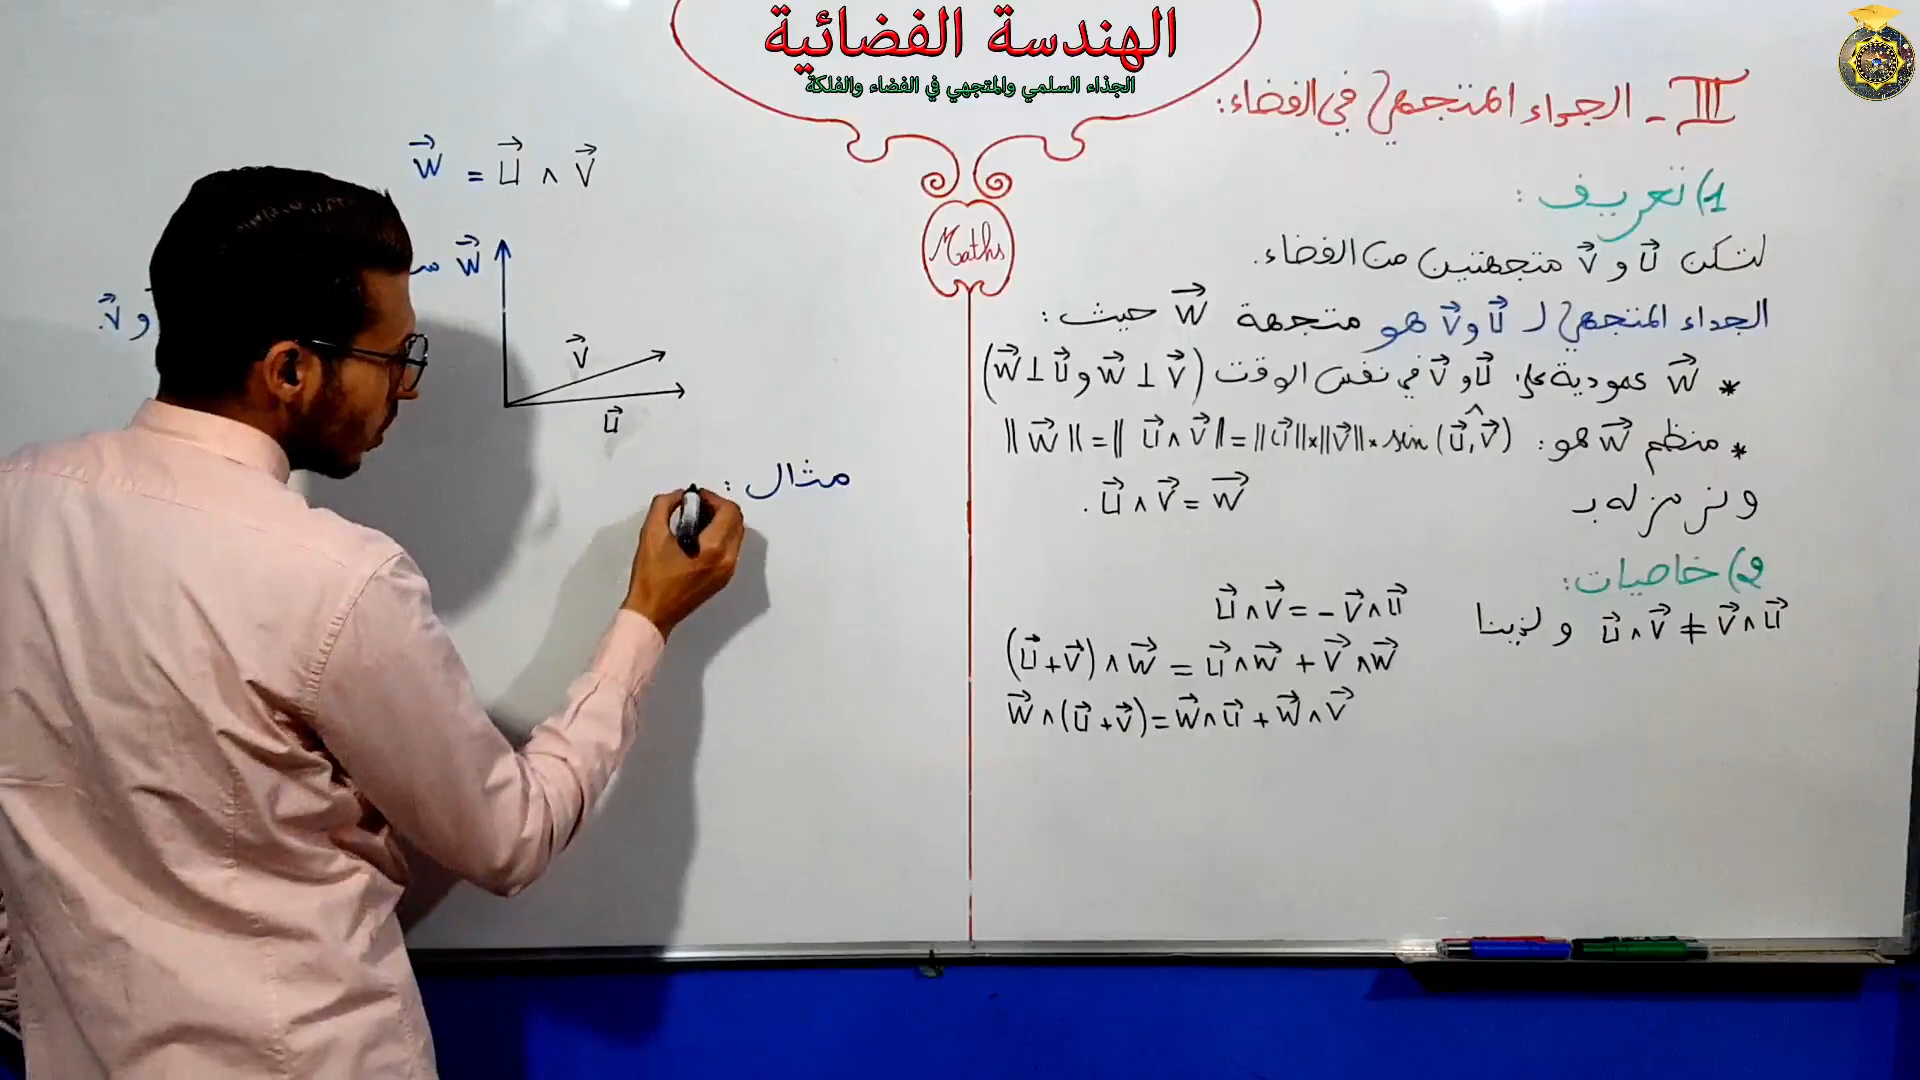 الهندسة الفضائية
الجذاء السلمي والمتجهي في الفضاء والفلكة
Maths
III - الجداء المتجهي في الفضاء:
1) تعريف :
لتكن u⃗ و v⃗ متجهتين من الفضاء.
الجداء المتجهي ل u⃗ و v⃗ هو متجهة w⃗ حيث :
* w⃗ عمودية على u⃗ و v⃗ في نفس الوقت (w⃗ ⊥ u⃗ و w⃗ ⊥ v⃗)
* منظم w⃗ هو: ‖w⃗‖ = ‖u⃗ ∧ v⃗‖ = ‖u⃗‖×‖v⃗‖×sin(u⃗,^v⃗)
ونرمز له بـ u⃗ ∧ v⃗ = w⃗ .
2) خاصيات:
u⃗ ∧ v⃗ ≠ v⃗ ∧ u⃗ و لدينا u⃗ ∧ v⃗ = - v⃗ ∧ u⃗
(u⃗ + v⃗) ∧ w⃗ = u⃗ ∧ w⃗ + v⃗ ∧ w⃗
w⃗ ∧ (u⃗ + v⃗) = w⃗ ∧ u⃗ + w⃗ ∧ v⃗
w⃗ = u⃗ ∧ v⃗
w⃗
و v⃗.
v⃗
u⃗
مثال :